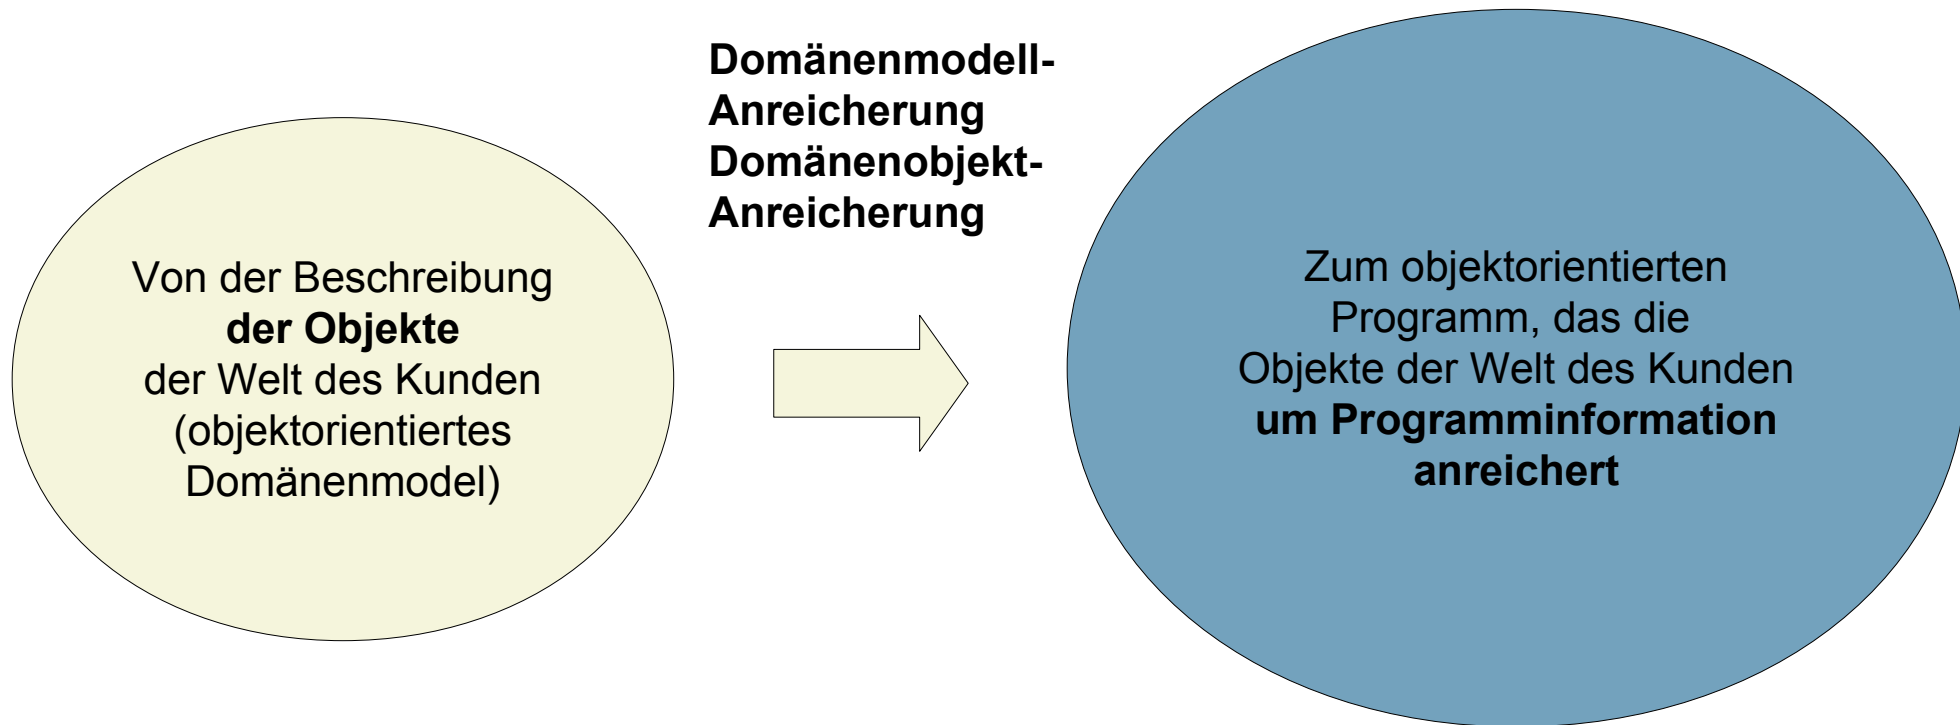 Domänenmodell-
Anreicherung
Domänenobjekt-
Anreicherung
Von der Beschreibung
der Objekte
der Welt des Kunden
(objektorientiertes
Domänenmodel)
Zum objektorientierten
Programm, das die
Objekte der Welt des Kunden
um Programminformation
anreichert